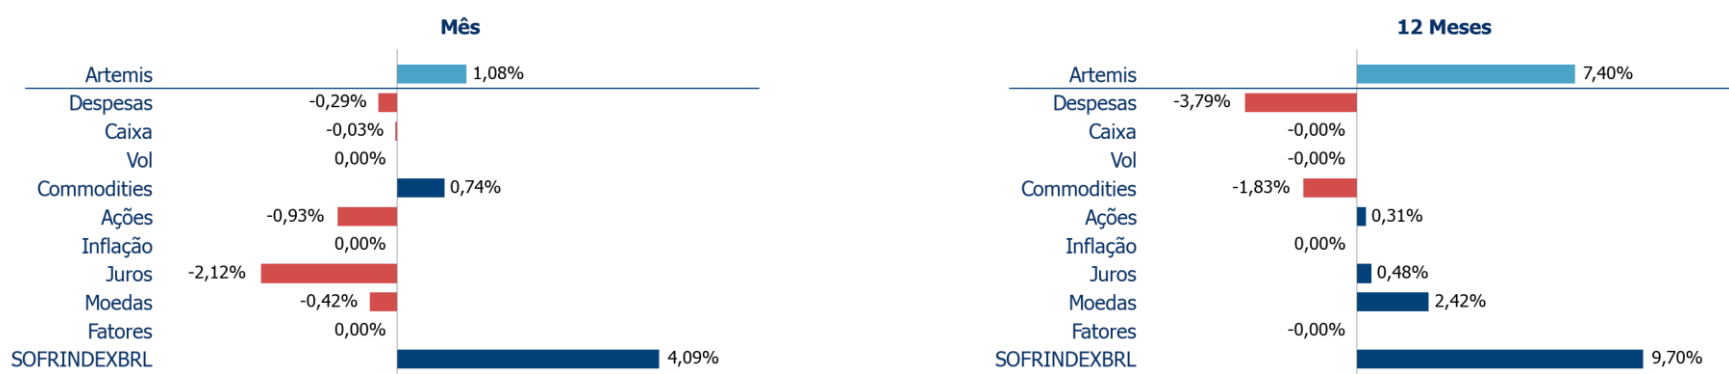 Mês
Artemis 1,08%
Despesas -0,29%
Caixa -0,03%
Vol 0,00%
Commodities 0,74%
Ações -0,93%
Inflação 0,00%
Juros -2,12%
Moedas -0,42%
Fatores 0,00%
SOFRINDEXBRL 4,09%
12 Meses
Artemis 7,40%
Despesas -3,79%
Caixa -0,00%
Vol -0,00%
Commodities -1,83%
Ações 0,31%
Inflação 0,00%
Juros 0,48%
Moedas 2,42%
Fatores -0,00%
SOFRINDEXBRL 9,70%